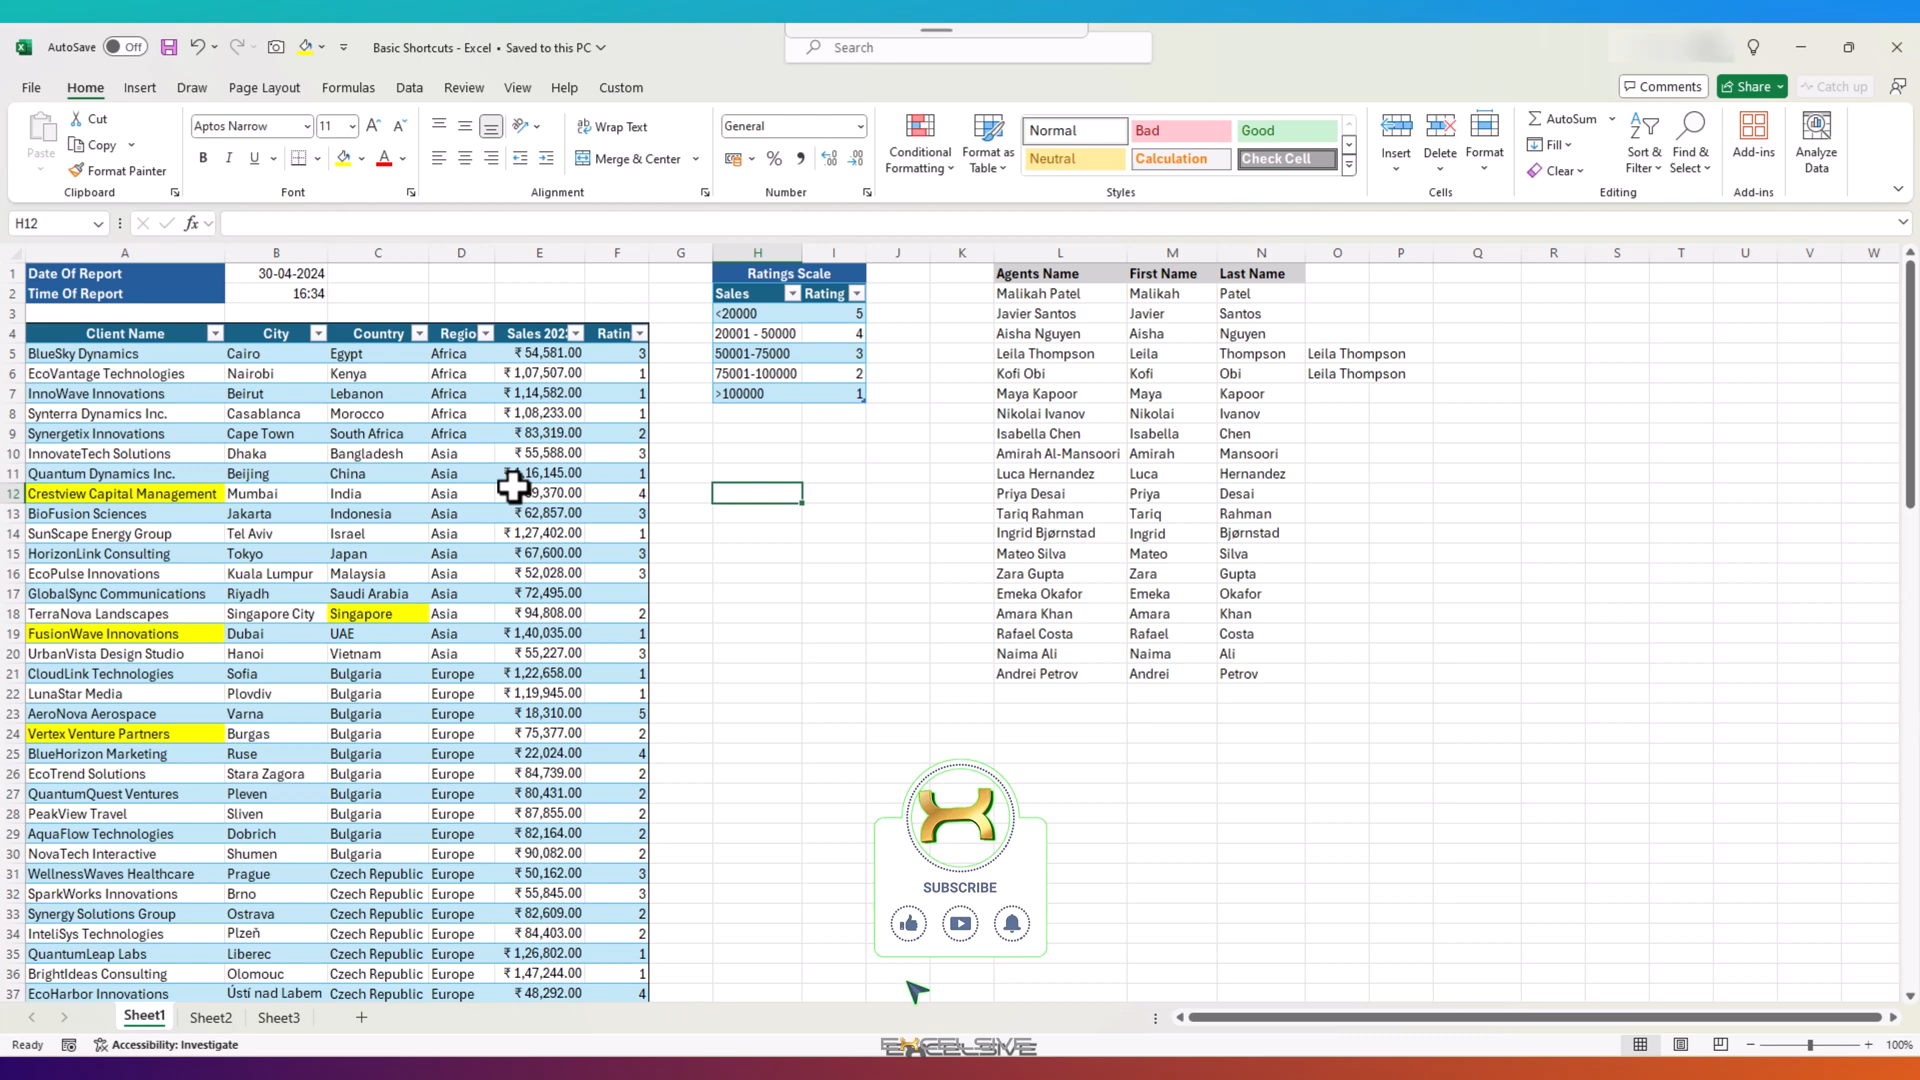 AutoSave Off Basic Shortcuts - Excel • Saved to this PC Search
File Home Insert Draw Page Layout Formulas Data Review View Help Custom Comments Share Catch up
Paste Cut Copy Format Painter Clipboard
Aptos Narrow 11 B I U A Font
Wrap Text Merge & Center Alignment
General % Number
Conditional Formatting Format as Table Normal Bad Good Neutral Calculation Check Cell Styles
Insert Delete Format Cells
AutoSum Fill Clear Sort & Filter Find & Select Editing
Add-ins Add-ins Analyze Data
H12 fx
A B C D E F G H I J K L M N O P Q R S T U V W
1 Date Of Report 30-04-2024 Ratings Scale Agents Name First Name Last Name
2 Time Of Report 16:34 Sales Rating Malikah Patel Malikah Patel
3 <20000 5 Javier Santos Javier Santos
4 Client Name City Country Regio Sales 202 Ratin 20001 - 50000 4 Aisha Nguyen Aisha Nguyen
5 BlueSky Dynamics Cairo Egypt Africa ₹ 54,581.00 3 50001-75000 3 Leila Thompson Leila Thompson Leila Thompson
6 EcoVantage Technologies Nairobi Kenya Africa ₹ 1,07,507.00 1 75001-100000 2 Kofi Obi Kofi Obi Leila Thompson
7 InnoWave Innovations Beirut Lebanon Africa ₹ 1,14,582.00 1 >100000 1 Maya Kapoor Maya Kapoor
8 Synterra Dynamics Inc. Casablanca Morocco Africa ₹ 1,08,233.00 1 Nikolai Ivanov Nikolai Ivanov
9 Synergetix Innovations Cape Town South Africa Africa ₹ 83,319.00 2 Isabella Chen Isabella Chen
10 InnovateTech Solutions Dhaka Bangladesh Asia ₹ 55,588.00 3 Amirah Al-Mansoori Amirah Mansoori
11 Quantum Dynamics Inc. Beijing China Asia 16,145.00 1 Luca Hernandez Luca Hernandez
12 Crestview Capital Management Mumbai India Asia 9,370.00 4 Priya Desai Priya Desai
13 BioFusion Sciences Jakarta Indonesia Asia ₹ 62,857.00 3 Tariq Rahman Tariq Rahman
14 SunScape Energy Group Tel Aviv Israel Asia ₹ 1,27,402.00 1 Ingrid Bjørnstad Ingrid Bjørnstad
15 HorizonLink Consulting Tokyo Japan Asia ₹ 67,600.00 3 Mateo Silva Mateo Silva
16 EcoPulse Innovations Kuala Lumpur Malaysia Asia ₹ 52,028.00 3 Zara Gupta Zara Gupta
17 GlobalSync Communications Riyadh Saudi Arabia Asia ₹ 72,495.00 Emeka Okafor Emeka Okafor
18 TerraNova Landscapes Singapore City Singapore Asia ₹ 94,808.00 2 Amara Khan Amara Khan
19 FusionWave Innovations Dubai UAE Asia ₹ 1,40,035.00 1 Rafael Costa Rafael Costa
20 UrbanVista Design Studio Hanoi Vietnam Asia ₹ 55,227.00 3 Naima Ali Naima Ali
21 CloudLink Technologies Sofia Bulgaria Europe ₹ 1,22,658.00 1 Andrei Petrov Andrei Petrov
22 LunaStar Media Plovdiv Bulgaria Europe ₹ 1,19,945.00 1
23 AeroNova Aerospace Varna Bulgaria Europe ₹ 18,310.00 5
24 Vertex Venture Partners Burgas Bulgaria Europe ₹ 75,377.00 2
25 BlueHorizon Marketing Ruse Bulgaria Europe ₹ 22,024.00 4
26 EcoTrend Solutions Stara Zagora Bulgaria Europe ₹ 84,739.00 2
27 QuantumQuest Ventures Pleven Bulgaria Europe ₹ 80,431.00 2
28 PeakView Travel Sliven Bulgaria Europe ₹ 87,855.00 2
29 AquaFlow Technologies Dobrich Bulgaria Europe ₹ 82,164.00 2
30 NovaTech Interactive Shumen Bulgaria Europe ₹ 90,082.00 2
31 WellnessWaves Healthcare Prague Czech Republic Europe ₹ 50,162.00 3
32 SparkWorks Innovations Brno Czech Republic Europe ₹ 55,845.00 3
33 Synergy Solutions Group Ostrava Czech Republic Europe ₹ 82,609.00 2
34 InteliSys Technologies Plzeň Czech Republic Europe ₹ 84,403.00 2
35 QuantumLeap Labs Liberec Czech Republic Europe ₹ 1,26,802.00 1
36 BrightIdeas Consulting Olomouc Czech Republic Europe ₹ 1,47,244.00 1
37 EcoHarbor Innovations Ústí nad Labem Czech Republic Europe ₹ 48,292.00 4
SUBSCRIBE
Sheet1 Sheet2 Sheet3
Ready Accessibility: Investigate EXCELSIVE 100%